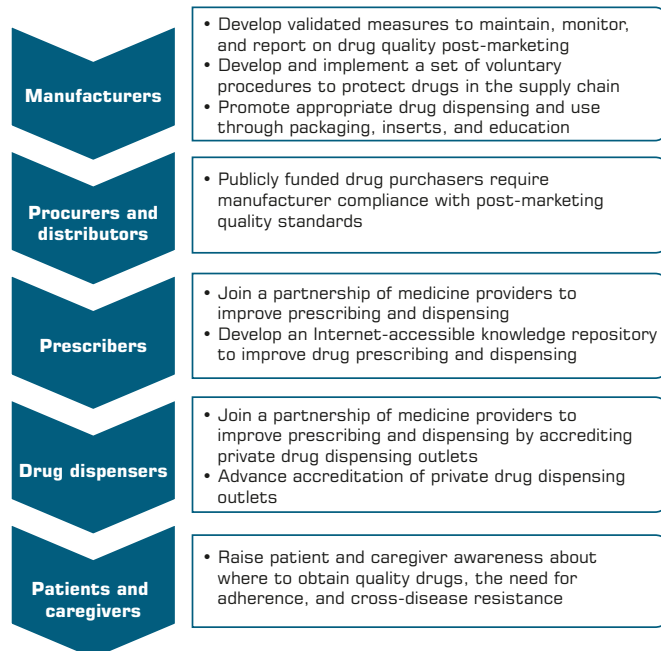 Manufacturers
• Develop validated measures to maintain, monitor,
and report on drug quality post-marketing
• Develop and implement a set of voluntary
procedures to protect drugs in the supply chain
• Promote appropriate drug dispensing and use
through packaging, inserts, and education
Procurers and
distributors
• Publicly funded drug purchasers require
manufacturer compliance with post-marketing
quality standards
Prescribers
• Join a partnership of medicine providers to
improve prescribing and dispensing
• Develop an Internet-accessible knowledge repository
to improve drug prescribing and dispensing
Drug dispensers
• Join a partnership of medicine providers to
improve prescribing and dispensing by accrediting
private drug dispensing outlets
• Advance accreditation of private drug dispensing
outlets
Patients and
caregivers
• Raise patient and caregiver awareness about
where to obtain quality drugs, the need for
adherence, and cross-disease resistance